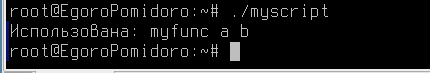 root@EgoroPomidoro:~# ./myscript
Использована: myfunc a b
root@EgoroPomidoro:~#